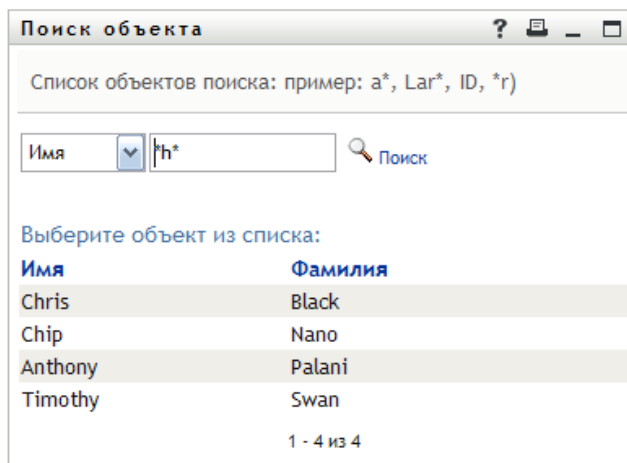 Поиск объекта ?
Список объектов поиска: пример: a*, Lar*, ID, *r)
Имя *h* Поиск
Выберите объект из списка:
Имя Фамилия
Chris Black
Chip Nano
Anthony Palani
Timothy Swan
1 - 4 из 4